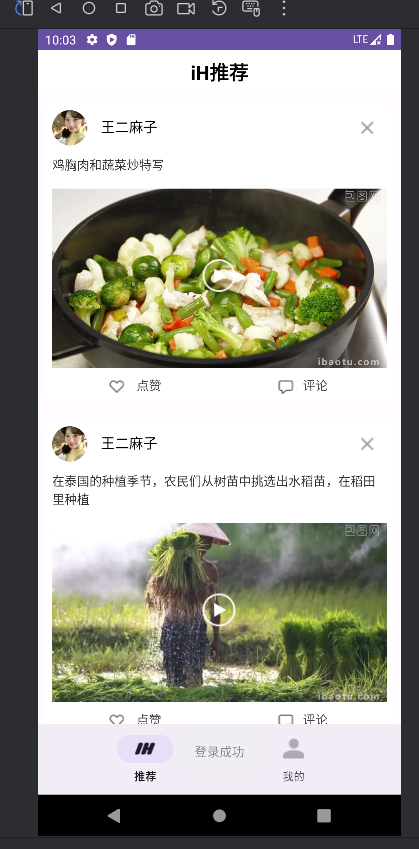 10:03
LTE
iH推荐
王二麻子
鸡胸肉和蔬菜炒特写
包图网
ibaotu.com
点赞
评论
王二麻子
在泰国的种植季节，农民们从树苗中挑选出水稻苗，在稻田
里种植
包图网
ibaotu.com
点赞
评论
IH
登录成功
推荐
我的